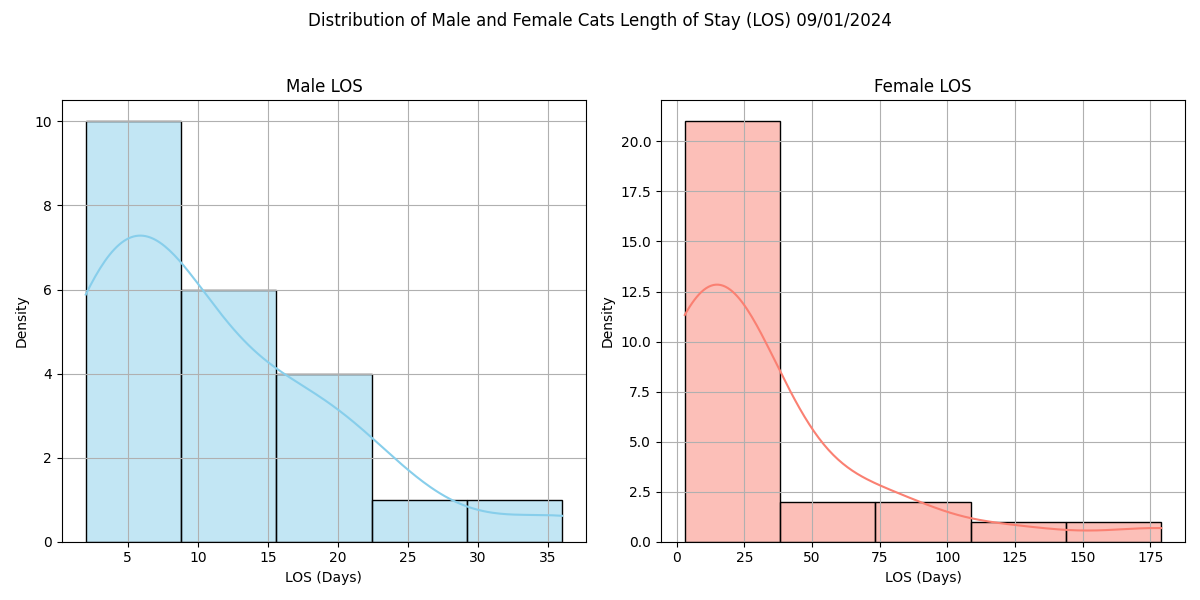 Distribution of Male and Female Cats Length of Stay (LOS) 09/01/2024
Male LOS
Density
10
8
6
4
2
0
5 10 15 20 25 30 35
LOS (Days)
Female LOS
Density
20.0
17.5
15.0
12.5
10.0
7.5
5.0
2.5
0.0
0 25 50 75 100 125 150 175
LOS (Days)